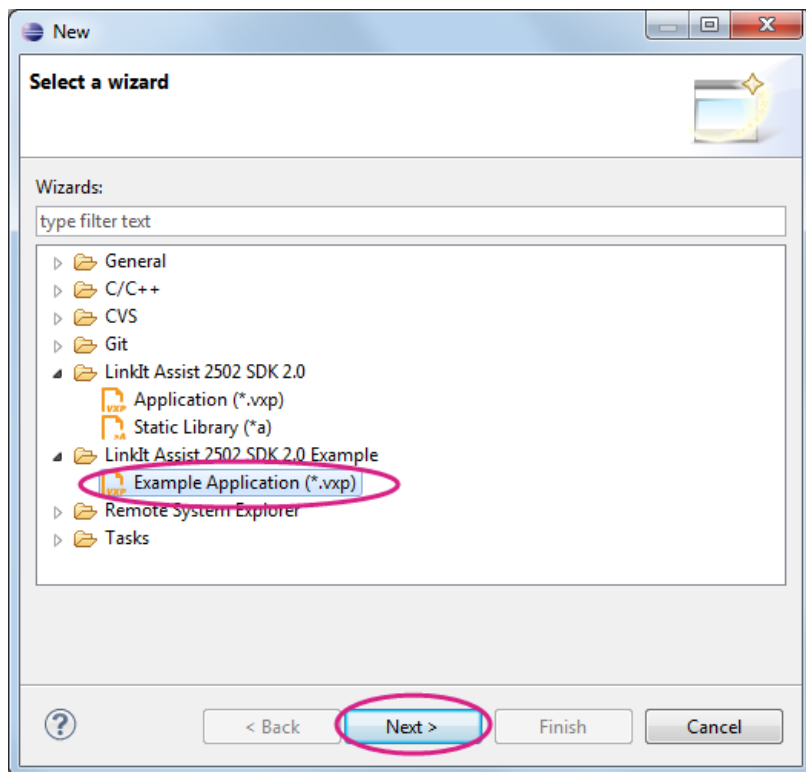 New
Select a wizard
Wizards:
type filter text
General
C/C++
CVS
Git
LinkIt Assist 2502 SDK 2.0
VXP Application (*.vxp)
.A Static Library (*a)
LinkIt Assist 2502 SDK 2.0 Example
VXP Example Application (*.vxp)
Remote System Explorer
Tasks
? < Back Next > Finish Cancel